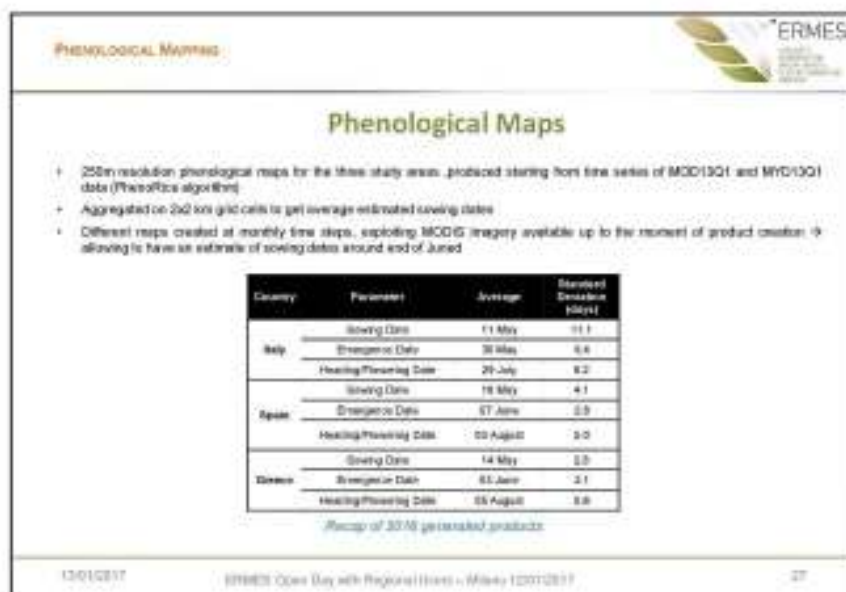 PHENOLOGICAL MAPPING
ERMES
Phenological Maps
• 250m resolution phenological maps for the three study areas, produced starting from time series of MOD13Q1 and MYD13Q1
data (PhenoRice algorithm)
• Aggregated on 2x2 km grid cells to get average estimated sowing dates
• Different maps created at monthly time steps, exploiting MODIS imagery available up to the moment of product creation →
allowing to have an estimate of sowing dates around end of Juned
Country Parameter Average Standard Deviation (days)
Italy
Sowing Date 11 May 11.1
Emergence Date 30 May
Heading/Flowering Date 29 July
Spain
Sowing Date
Emergence Date 07 June
Heading/Flowering Date 03 August
Greece
Sowing Date 14 May
Emergence Date 03 June
Heading/Flowering Date 05 August
Recap of 2016 generated products
13/01/2017
ERMES Open Day with Regional Users – Milano 12/01/2017
27